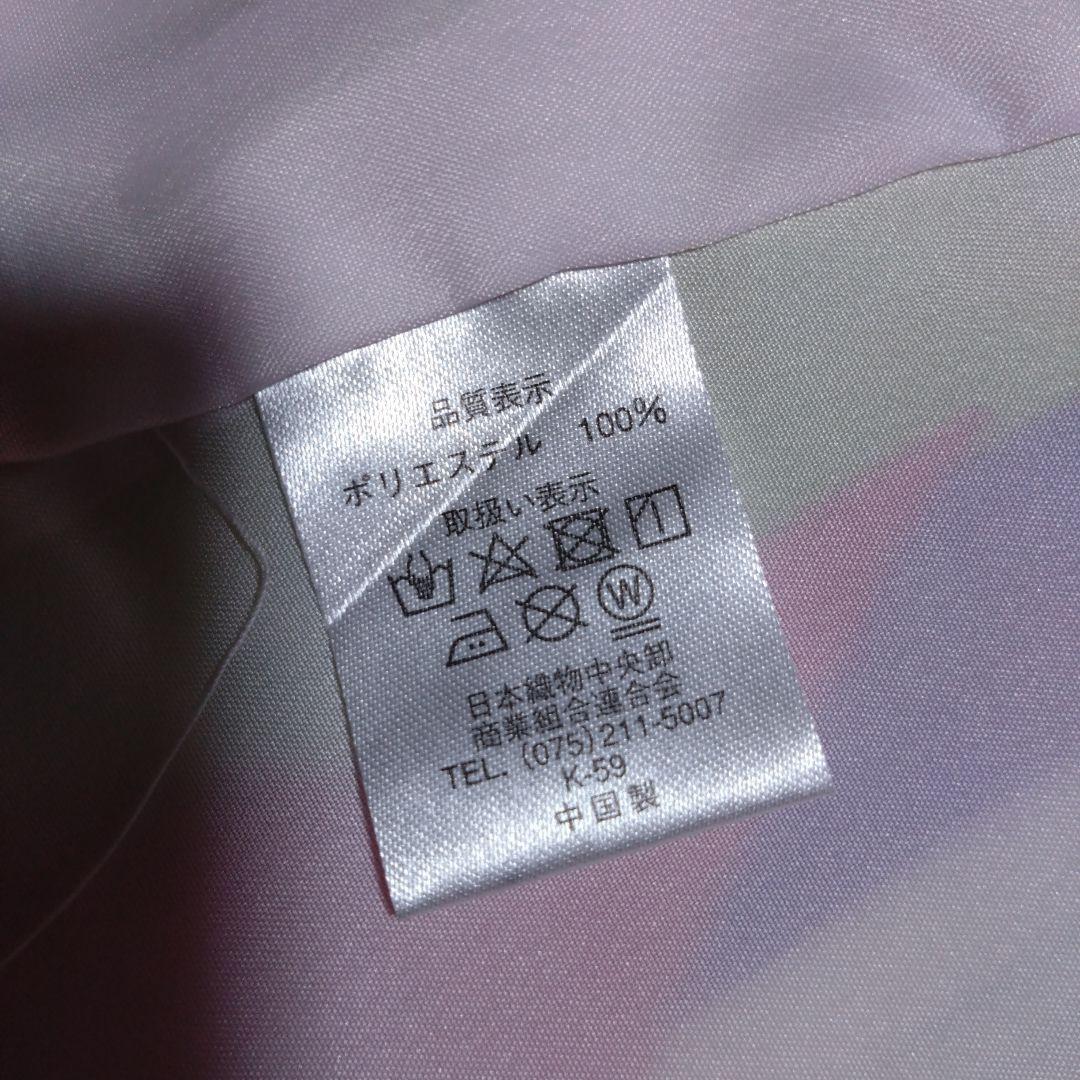 品質表示
ポリエステル 100%
取扱い表示
W
日本織物中央卸
商業組合連合会
TEL. (075)211-5007
K-59
中国製